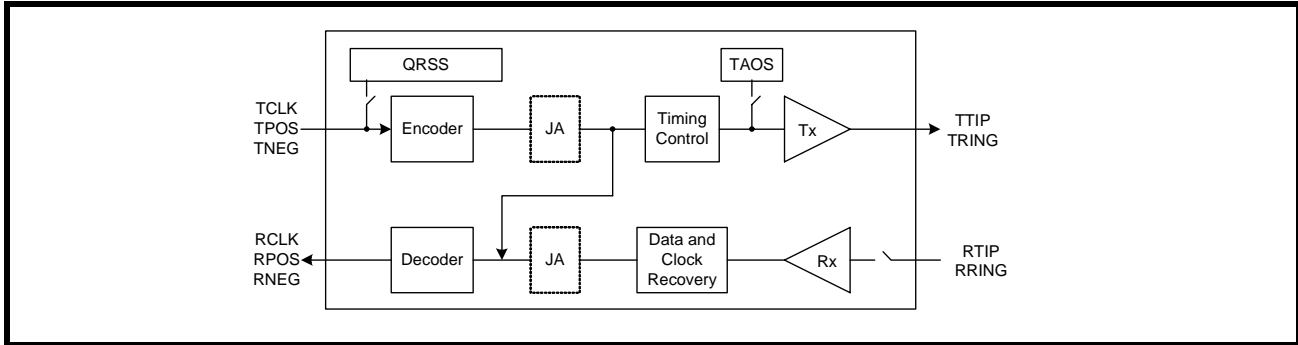 QRSS
TAOS
TCLK
TPOS
TNEG
Encoder
JA
Timing
Control
Tx
TTIP
TRING
RCLK
RPOS
RNEG
Decoder
JA
Data and
Clock
Recovery
Rx
RTIP
RRING